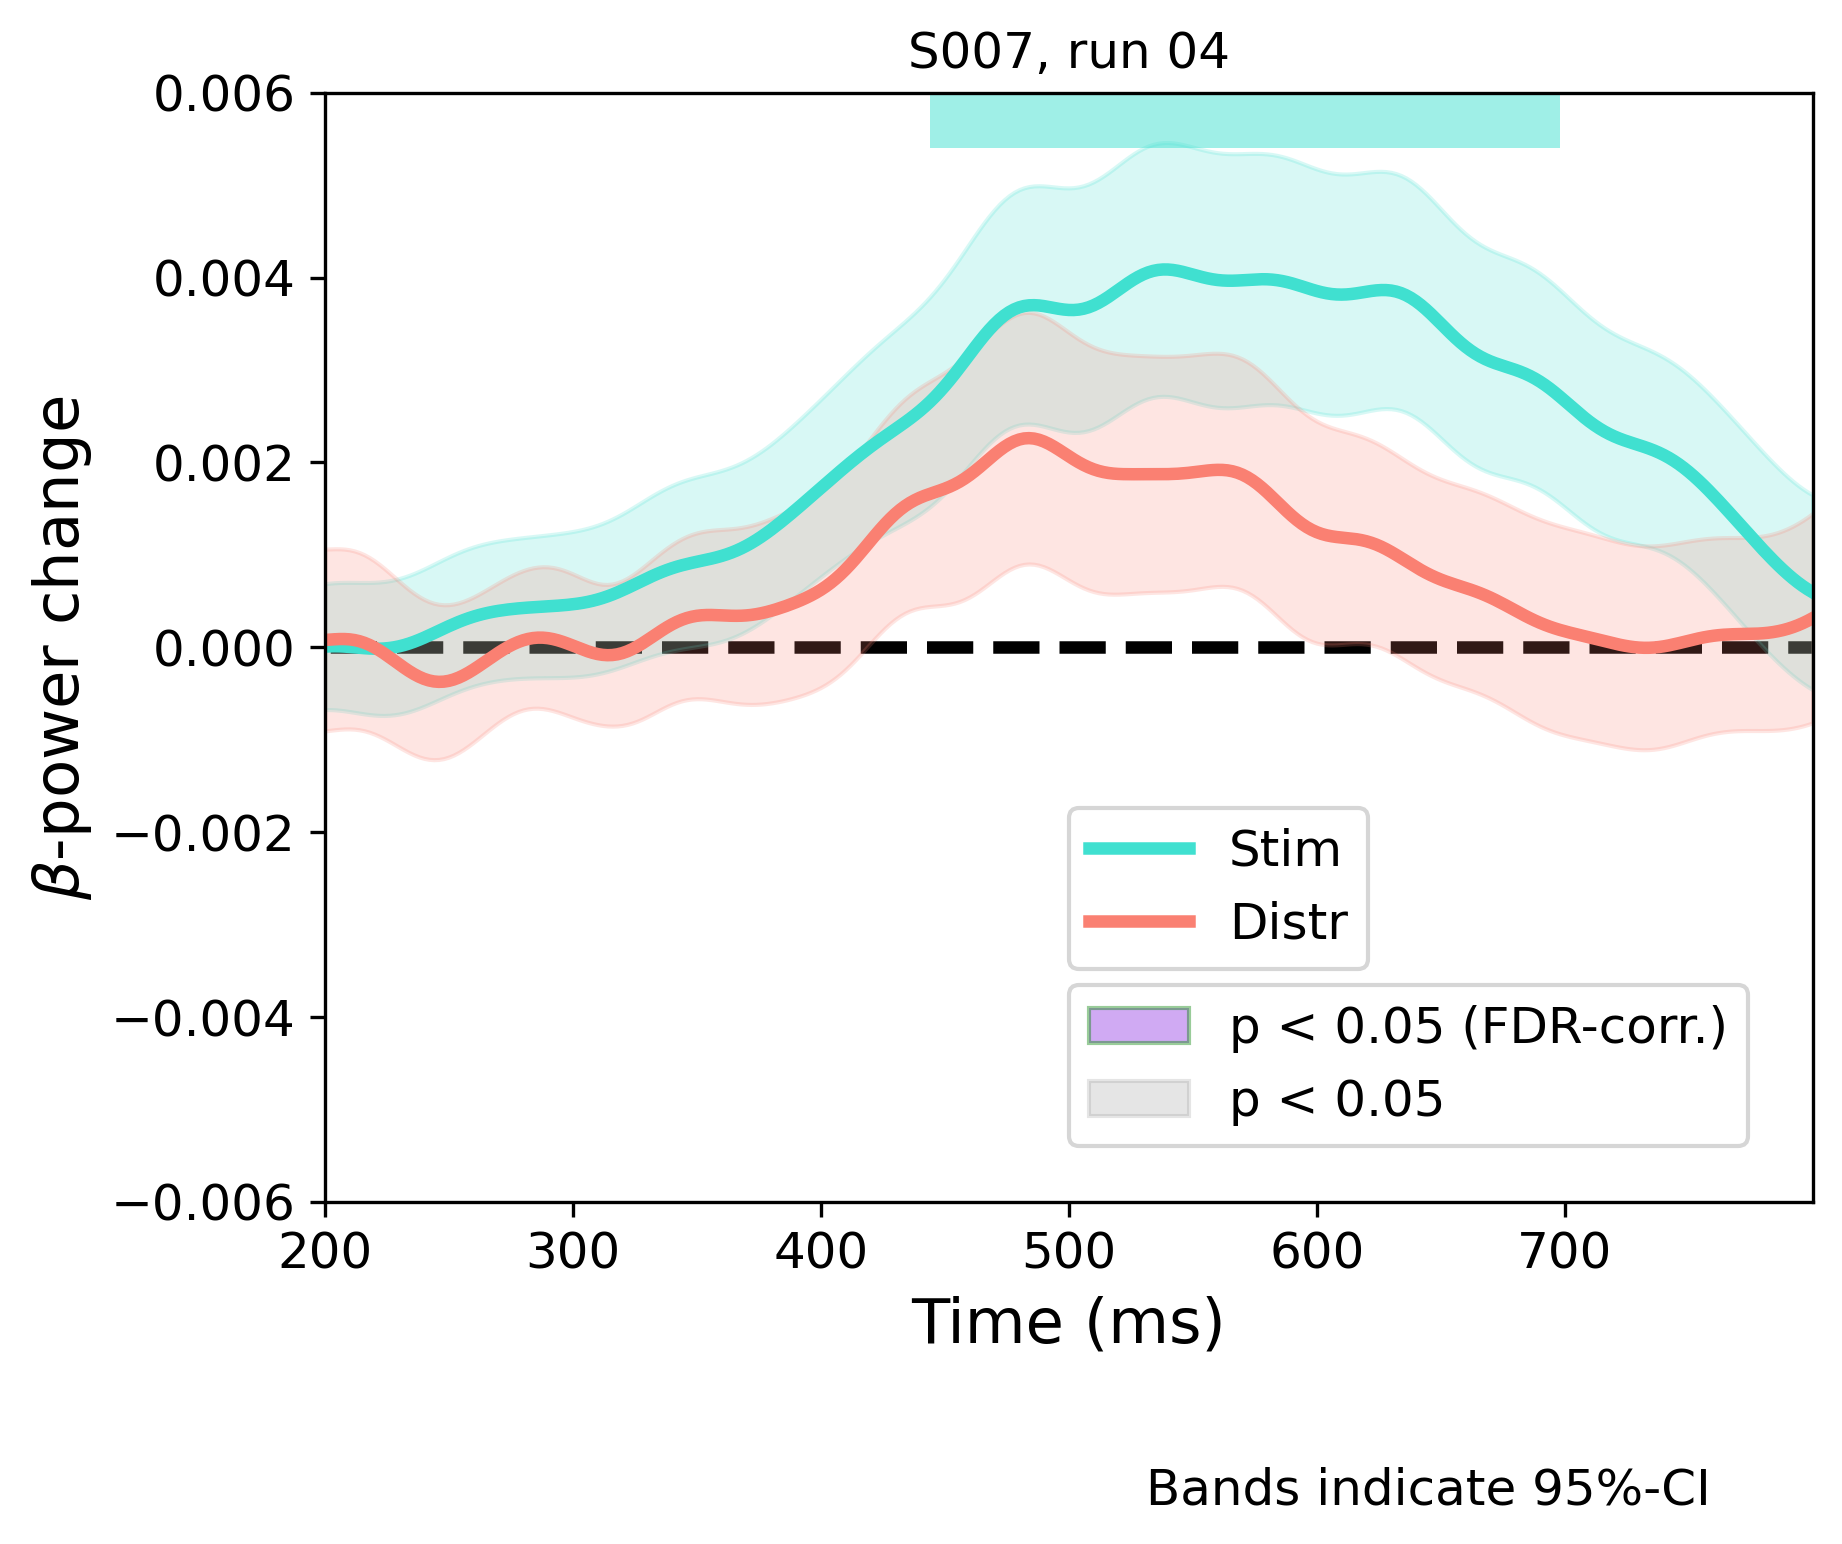 S007, run 04
0.006
0.004
0.002
0.000
−0.002
−0.004
−0.006
β-power change
Stim
Distr
p < 0.05 (FDR-corr.)
p < 0.05
200 300 400 500 600 700
Time (ms)
Bands indicate 95%-CI